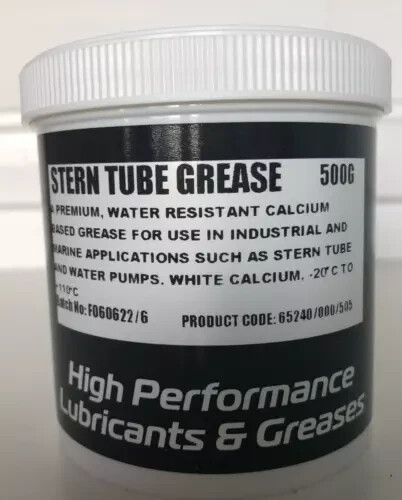 STERN TUBE GREASE 500G
A PREMIUM, WATER RESISTANT CALCIUM
BASED GREASE FOR USE IN INDUSTRIAL AND
MARINE APPLICATIONS SUCH AS STERN TUBE
AND WATER PUMPS. WHITE CALCIUM. -20°C TO
+110°C
Batch No: F060622/6 PRODUCT CODE: 65240/000/505
High Performance
Lubricants & Greases